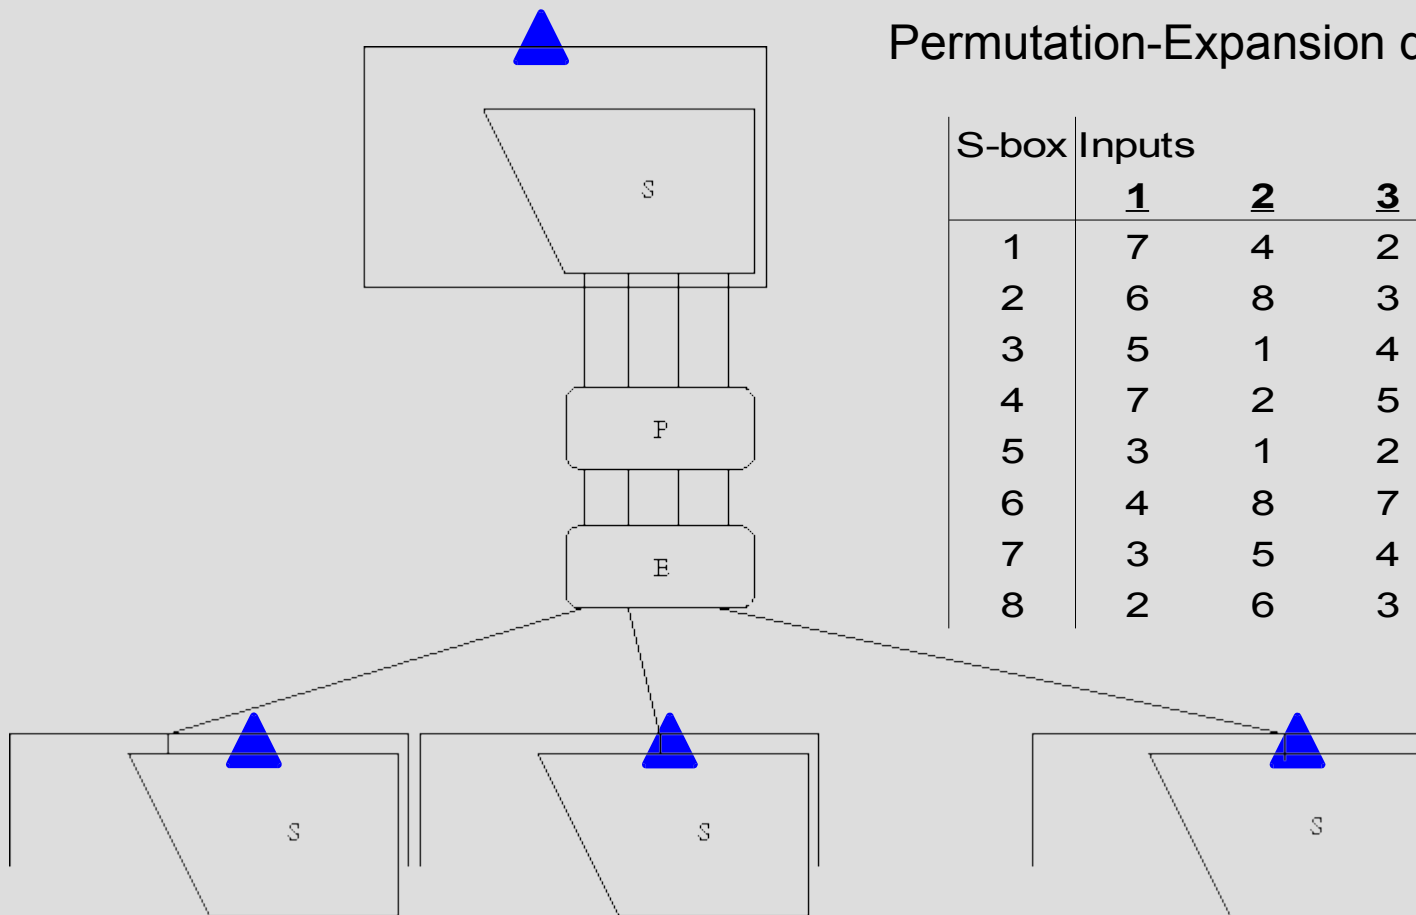 Permutation-Expansion
S-box Inputs
1 2 3
1 7 4 2
2 6 8 3
3 5 1 4
4 7 2 5
5 3 1 2
6 4 8 7
7 3 5 4
8 2 6 3
S
P
E
S S S